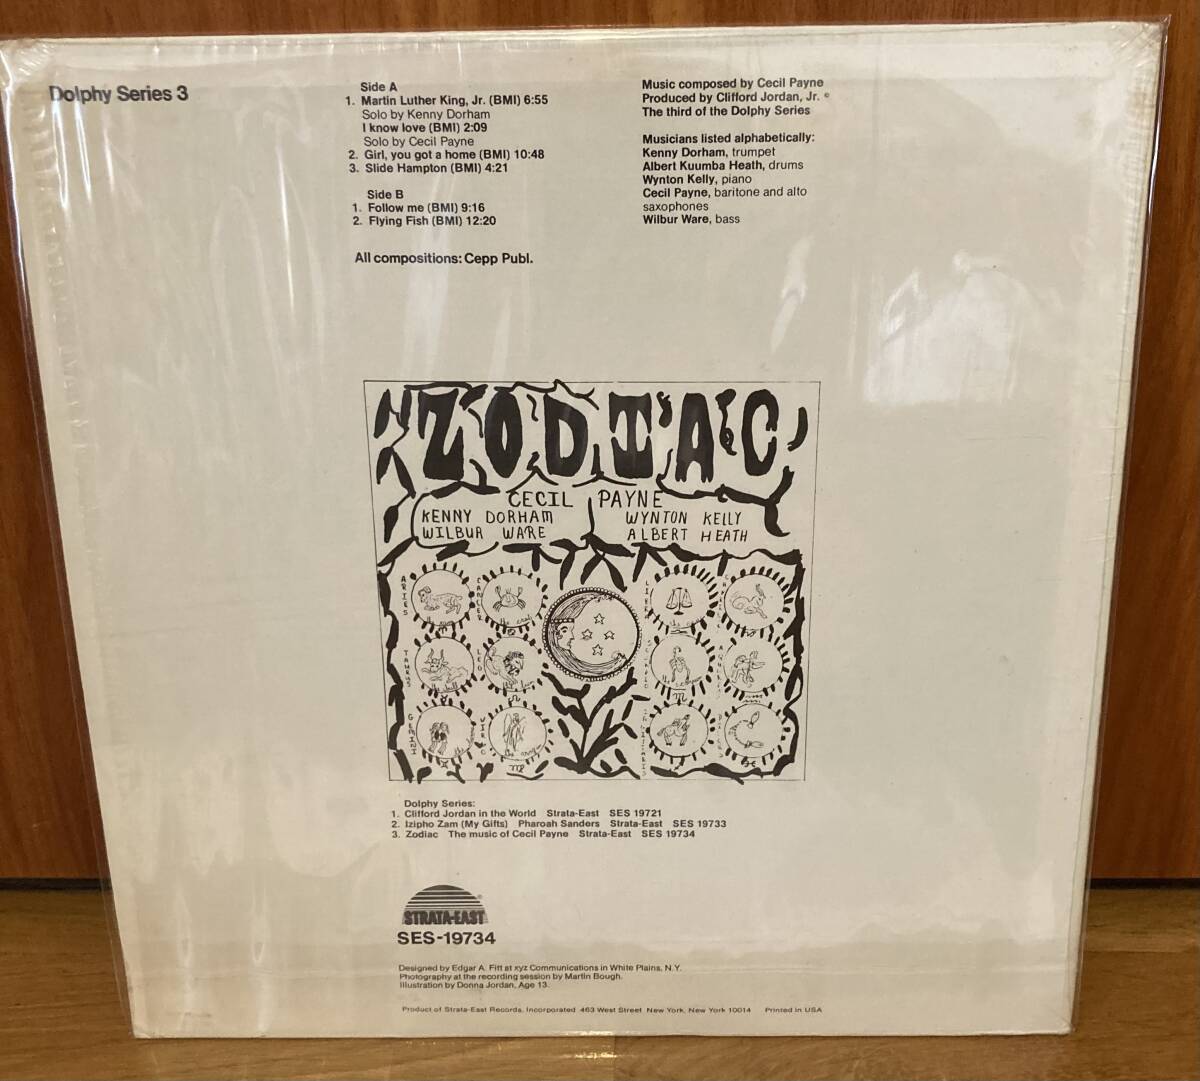 Dolphy Series 3
Side A
1. Martin Luther King, Jr. (BMI) 6:55
Solo by Kenny Dorham
I know love (BMI) 2:09
Solo by Cecil Payne
2. Girl, you got a home (BMI) 10:48
3. Slide Hampton (BMI) 4:21
Side B
1. Follow me (BMI) 9:16
2. Flying Fish (BMI) 12:20
All compositions: Cepp Publ.
Music composed by Cecil Payne
Produced by Clifford Jordan, Jr. ©
The third of the Dolphy Series
Musicians listed alphabetically:
Kenny Dorham, trumpet
Albert Kuumba Heath, drums
Wynton Kelly, piano
Cecil Payne, baritone and alto
saxophones
Wilbur Ware, bass
ZODIAC
CECIL PAYNE
KENNY DORHAM WYNTON KELLY
WILBUR WARE ALBERT HEATH
ARIES
CANCER
TAURUS
LEO
GEMINI
VIRGO
Dolphy Series:
1. Clifford Jordan in the World Strata-East SES 19721
2. Izipho Zam (My Gifts) Pharoah Sanders Strata-East SES 19733
3. Zodiac The music of Cecil Payne Strata-East SES 19734
STRATA-EAST
SES-19734
Designed by Edgar A. Fitt at xyz Communications in White Plains, N.Y.
Photography at the recording session by Martin Bough.
Illustration by Donna Jordan, Age 13.
Product of Strata-East Records, Incorporated 463 West Street New York, New York 10014 Printed in USA